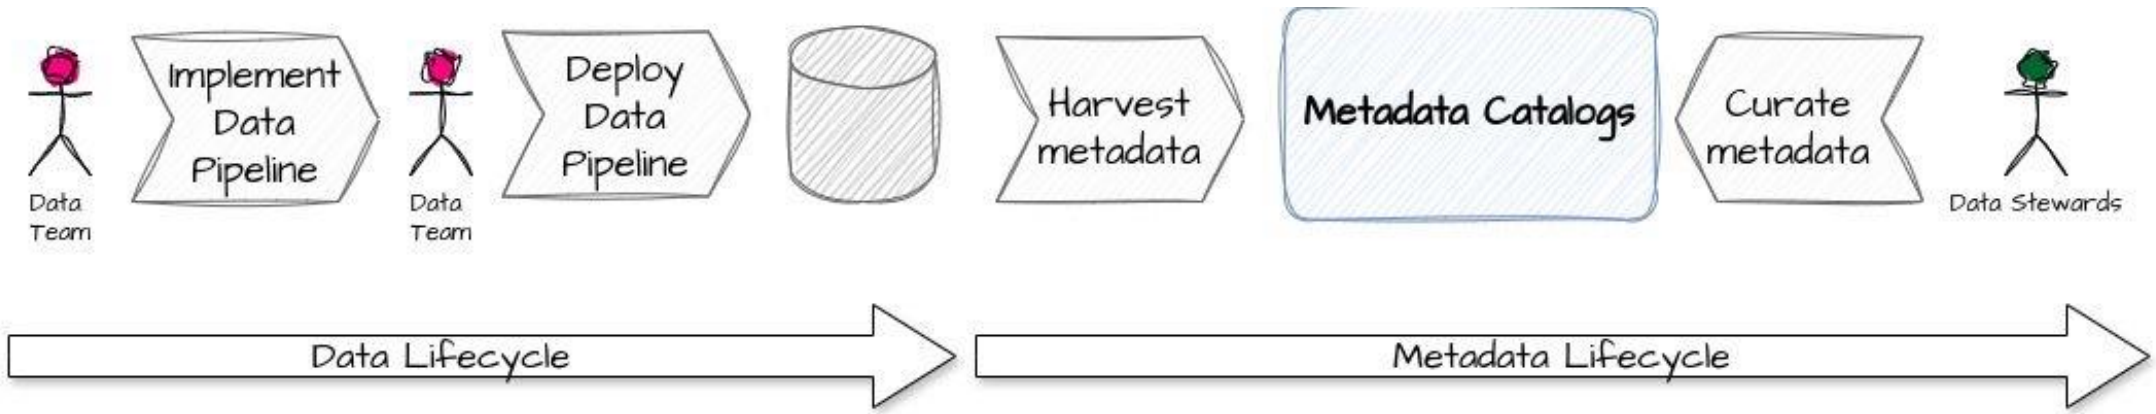 Implement
Data
Pipeline
Data
Team
Deploy
Data
Pipeline
Data
Team
Harvest
metadata
Metadata Catalogs
Curate
metadata
Data Stewards
Data Lifecycle
Metadata Lifecycle